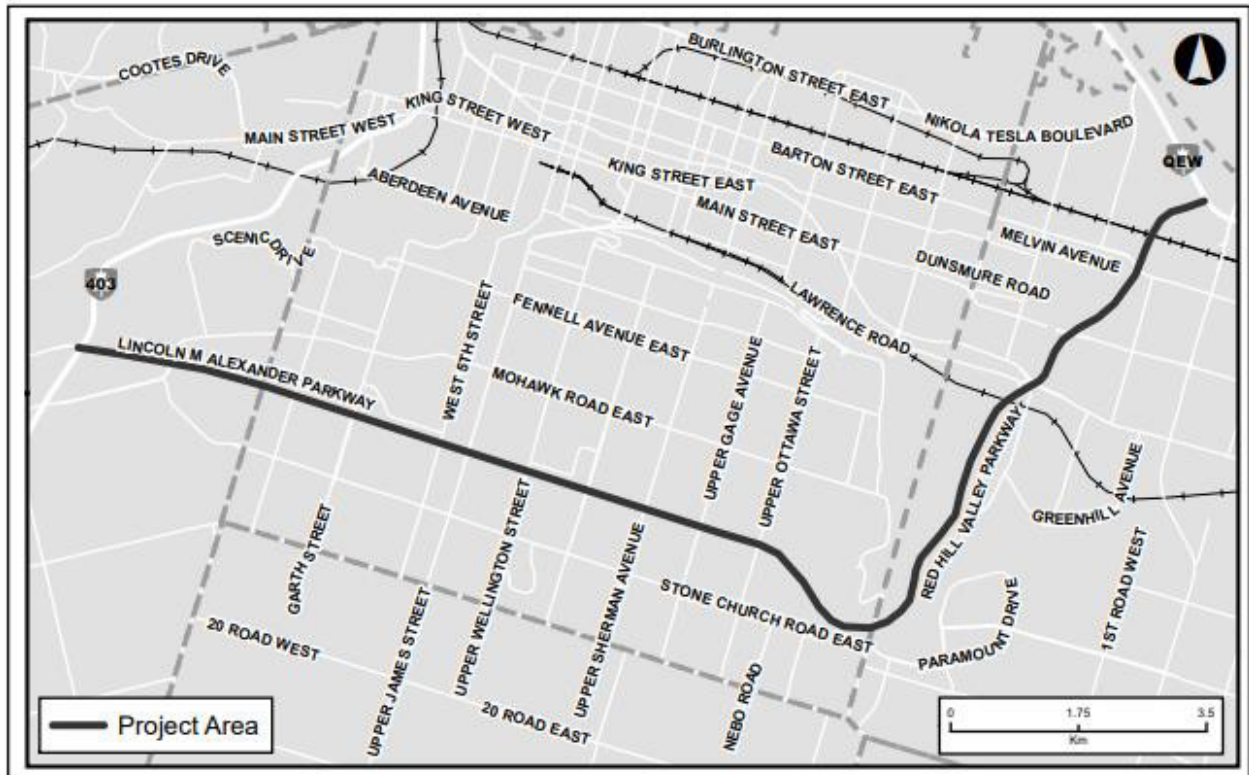 BURLINGTON STREET EAST
COOTES DRIVE
KING STREET WEST
NIKOLA TESLA BOULEVARD
MAIN STREET WEST
BARTON STREET EAST
QEW
KING STREET EAST
ABERDEEN AVENUE
MAIN STREET EAST
MELVIN AVENUE
SCENIC DRIVE
DUNSMURE ROAD
403
LAWRENCE ROAD
FENNELL AVENUE EAST
WEST 5TH STREET
LINCOLN M ALEXANDER PARKWAY
MOHAWK ROAD EAST
UPPER GAGE AVENUE
UPPER OTTAWA STREET
RED HILL VALLEY PARKWAY
GREENHILL AVENUE
GARTH STREET
UPPER WELLINGTON STREET
UPPER SHERMAN AVENUE
STONE CHURCH ROAD EAST
PARAMOUNT DRIVE
1ST ROAD WEST
20 ROAD WEST
UPPER JAMES STREET
20 ROAD EAST
NEBO ROAD
Project Area
0 1.75 3.5
Km